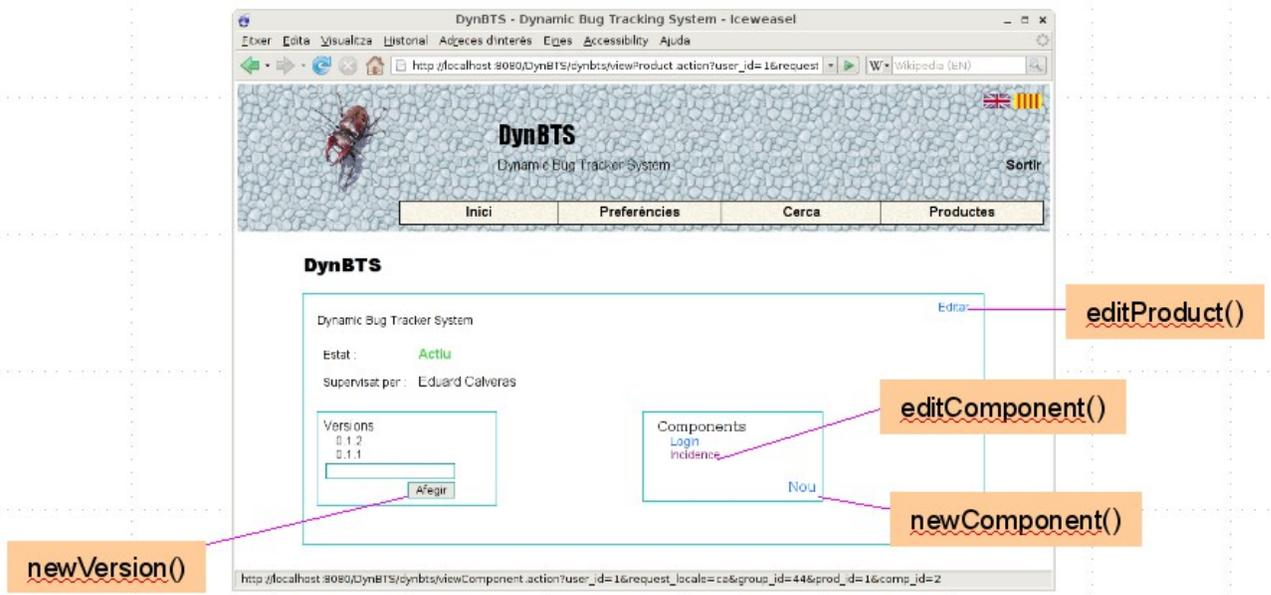 DynBTS - Dynamic Bug Tracking System - Iceweasel
Etxer Edita Visualitza Historial Adreces d'interès Eines Accessibility Ajuda
http://localhost:8080/DynBTS/dynbts/viewProduct.action?user_id=1&request
W
Wikipedia (EN)
DynBTS
Dynamic Bug Tracker System
Sortir
Inici
Preferències
Cerca
Productes
DynBTS
Editar
editProduct()
Dynamic Bug Tracker System
Estat :
Actiu
Supervisat per :
Eduard Calveras
editComponent()
Versions
0.1.2
0.1.1
Afegir
Components
Login
Incidence
Nou
newComponent()
newVersion()
http://localhost:8080/DynBTS/dynbts/viewComponent.action?user_id=1&request_locale=ca&group_id=44&prod_id=1&comp_id=2